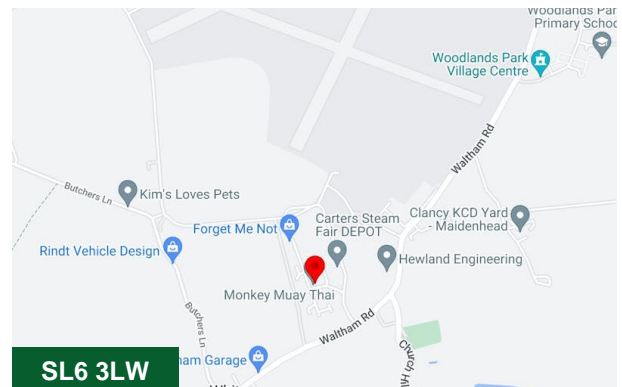 Woodlands Park
Primary School
Woodlands Park
Village Centre
Waltham Rd
Butchers Ln
Kim's Loves Pets
Forget Me Not
Carters Steam
Fair DEPOT
Clancy KCD Yard
- Maidenhead
Rindt Vehicle Design
Hewland Engineering
Monkey Muay Thai
Butchers Ln
Waltham Rd
Church Hil
ham Garage
SL6 3LW
Whit